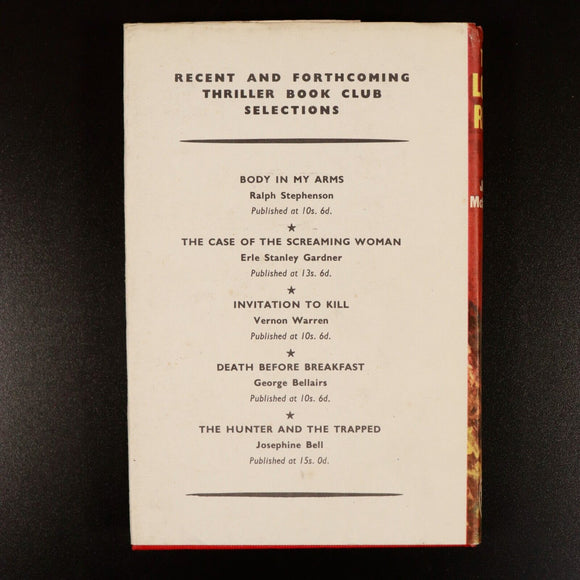 RECENT AND FORTHCOMING
THRILLER BOOK CLUB
SELECTIONS
BODY IN MY ARMS
Ralph Stephenson
Published at 10s. 6d.
★
THE CASE OF THE SCREAMING WOMAN
Erle Stanley Gardner
Published at 13s. 6d.
★
INVITATION TO KILL
Vernon Warren
Published at 10s. 6d.
★
DEATH BEFORE BREAKFAST
George Bellairs
Published at 10s. 6d.
★
THE HUNTER AND THE TRAPPED
Josephine Bell
Published at 15s. 0d.